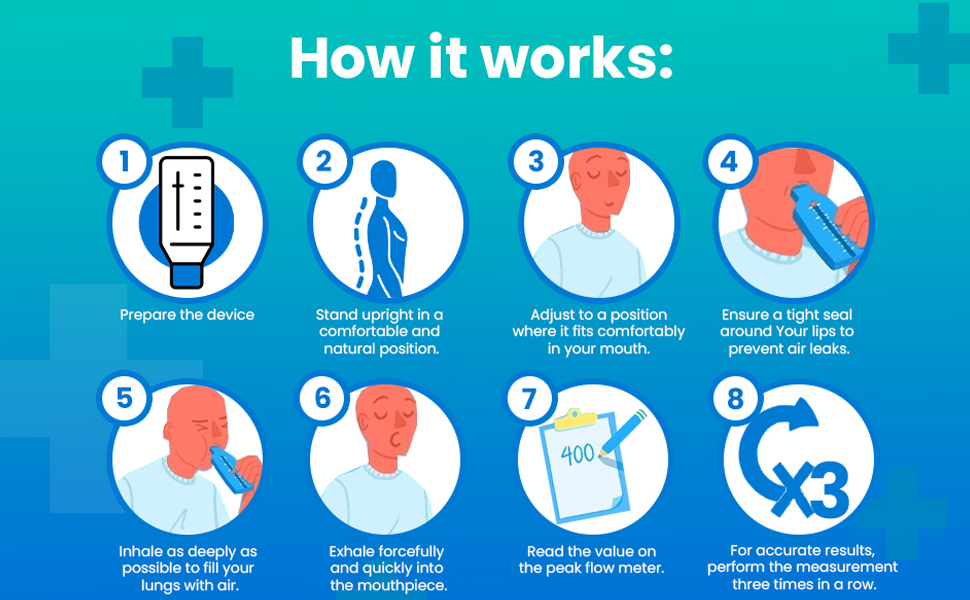 How it works:
1
Prepare the device
2
Stand upright in a
comfortable and
natural position.
3
Adjust to a position
where it fits comfortably
in your mouth.
4
Ensure a tight seal
around Your lips to
prevent air leaks.
5
Inhale as deeply as
possible to fill your
lungs with air.
6
Exhale forcefully
and quickly into
the mouthpiece.
7
400
Read the value on
the peak flow meter.
8
X3
For accurate results,
perform the measurement
three times in a row.